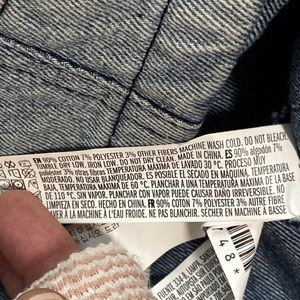 EN 90% COTTON 7% POLYESTER 3% OTHER FIBERS MACHINE WASH COLD. DO NOT BLEACH.
TUMBLE DRY LOW. IRON LOW. DO NOT DRY CLEAN. MADE IN CHINA. ES 90% algodón 7%
poliéster 3% otras fibras. TEMPERATURA MÁXIMA DE LAVADO 30 °C. PROCESO MUY
MODERADO. NO USAR BLANQUEADOR. ES POSIBLE EL SECADO EN MÁQUINA, TEMPERATURA
BAJA, TEMPERATURA MÁXIMA DE 60 °C. PLANCHAR A UNA TEMPERATURA MÁXIMA DE LA BASE
DE 110 °C, SIN VAPOR. PLANCHAR CON VAPOR PUEDE CAUSAR DAÑO IRREVERSIBLE. NO
LIMPIAR EN SECO. HECHO EN CHINA. FR 90% COTON 7% POLYESTER 3% AUTRE FIBRE
LAVER À LA MACHINE À L'EAU FROIDE. NE PAS BLANCHIR. SÉCHER À LA MACHINE À BASSE
48*